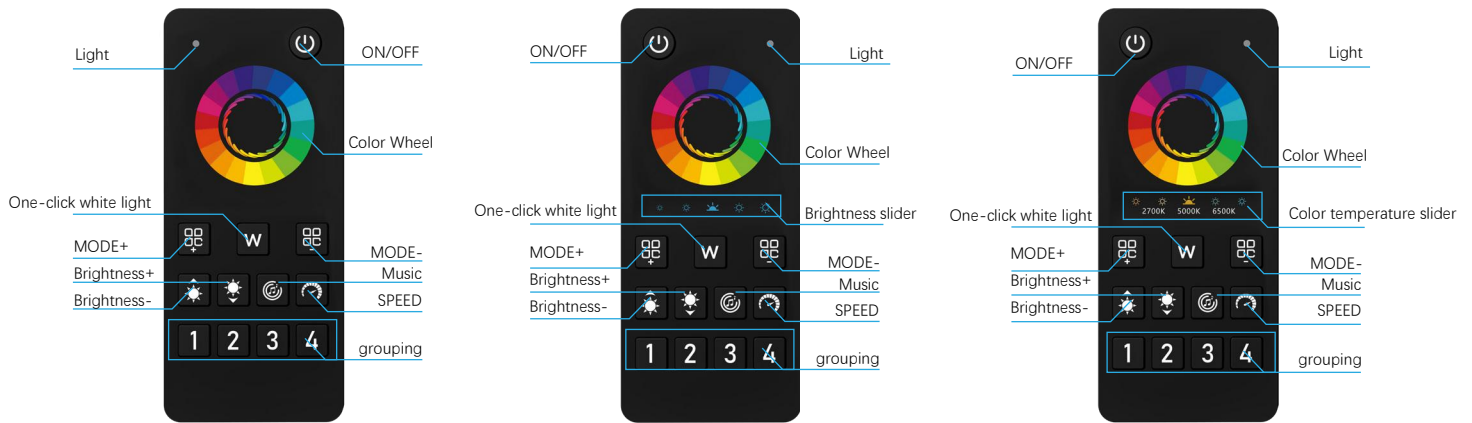 Light
ON/OFF
Color Wheel
One-click white light
W
MODE+
MODE-
Brightness+
Music
Brightness-
SPEED
1 2 3 4
grouping
ON/OFF
Light
Color Wheel
One-click white light
Brightness slider
W
MODE+
MODE-
Brightness+
Music
Brightness-
SPEED
1 2 3 4
grouping
ON/OFF
Light
Color Wheel
2700K 5000K 6500K
One-click white light
Color temperature slider
W
MODE+
MODE-
Brightness+
Music
Brightness-
SPEED
1 2 3 4
grouping